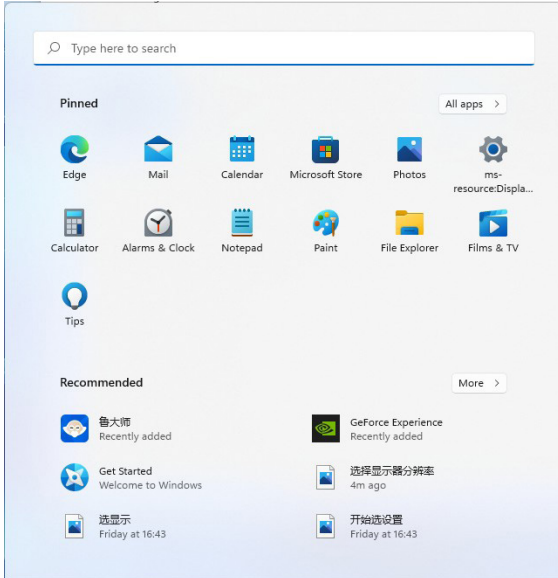 Type here to search
Pinned
All apps >
Edge
Mail
Calendar
Microsoft Store
Photos
ms-
resource:Displa...
Calculator
Alarms & Clock
Notepad
Paint
File Explorer
Films & TV
Tips
Recommended
More >
鲁大师
Recently added
GeForce Experience
Recently added
Get Started
Welcome to Windows
选择显示器分辨率
4m ago
选显示
Friday at 16:43
开始选设置
Friday at 16:43